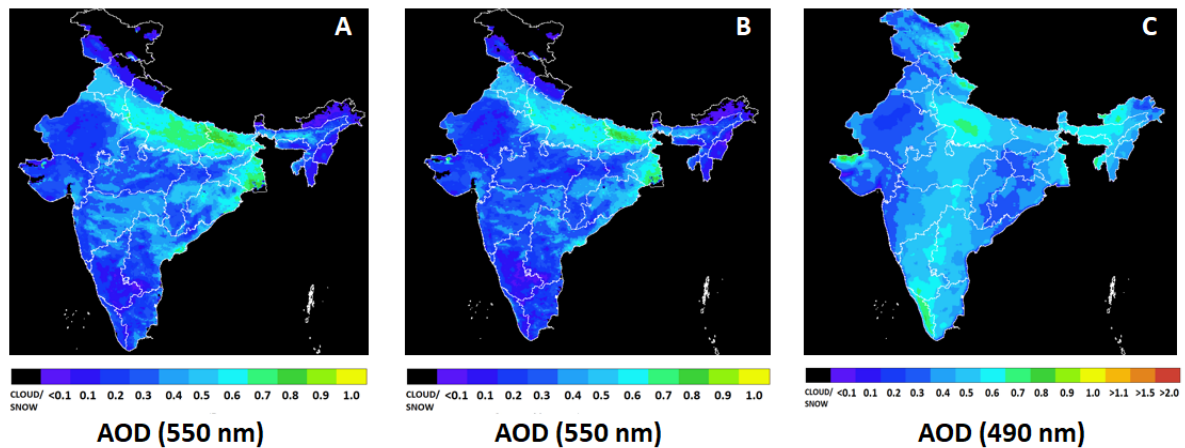 A
B
C
CLOUD/ <0.1 0.1 0.2 0.3 0.4 0.5 0.6 0.7 0.8 0.9 1.0
SNOW
CLOUD/ <0.1 0.1 0.2 0.3 0.4 0.5 0.6 0.7 0.8 0.9 1.0
SNOW
CLOUD/ <0.1 0.1 0.2 0.3 0.4 0.5 0.6 0.7 0.8 0.9 1.0 >1.1 >1.5 >2.0
SNOW
AOD (550 nm)
AOD (550 nm)
AOD (490 nm)